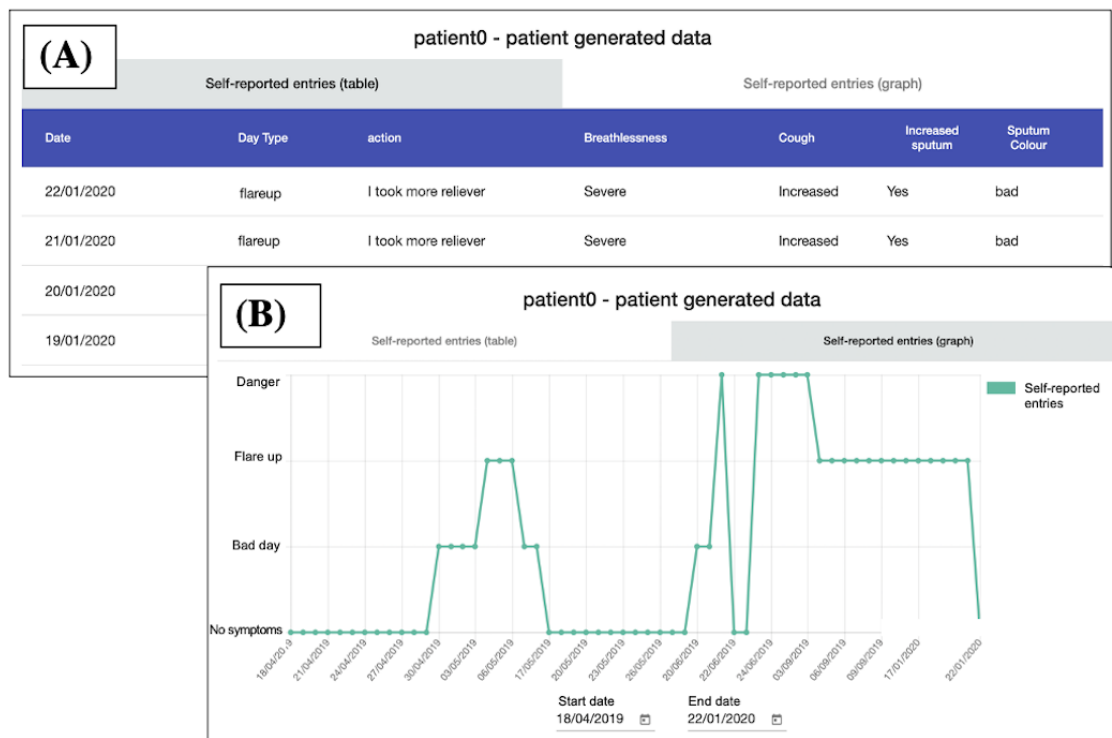 (A)
patient0 - patient generated data
Self-reported entries (table)
Self-reported entries (graph)
Date Day Type action Breathlessness Cough Increased sputum Sputum Colour
22/01/2020 flareup I took more reliever Severe Increased Yes bad
21/01/2020 flareup I took more reliever Severe Increased Yes bad
20/01/2020
19/01/2020
(B)
patient0 - patient generated data
Self-reported entries (table)
Self-reported entries (graph)
Danger
Flare up
Bad day
No symptoms
Self-reported
entries
18/04/2019 21/04/2019 24/04/2019 27/04/2019 30/04/2019 03/05/2019 06/05/2019 17/05/2019 20/05/2019 23/05/2019 26/05/2019 20/06/2019 22/06/2019 24/06/2019 03/09/2019 06/09/2019 09/09/2019 17/01/2020 22/01/2020
Start date End date
18/04/2019 22/01/2020